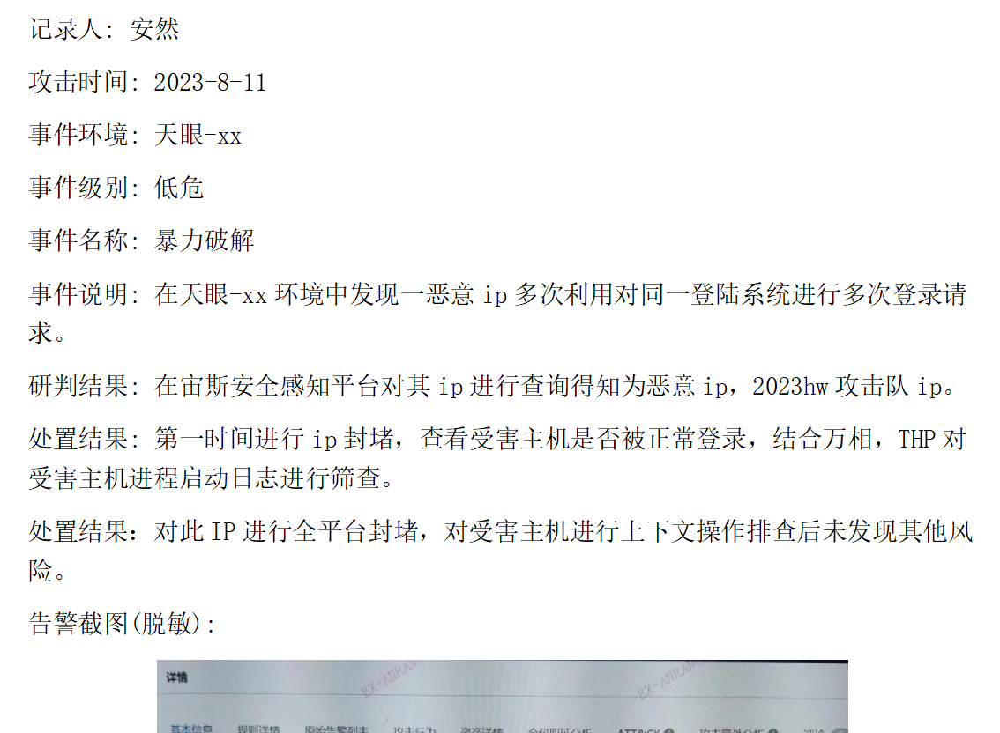 记录人: 安然
攻击时间: 2023-8-11
事件环境: 天眼-xx
事件级别: 低危
事件名称: 暴力破解
事件说明: 在天眼-xx 环境中发现一恶意 ip 多次利用对同一登陆系统进行多次登录请
求。
研判结果: 在宙斯安全感知平台对其 ip 进行查询得知为恶意 ip，2023hw 攻击队 ip。
处置结果: 第一时间进行 ip 封堵，查看受害主机是否被正常登录，结合万相，THP 对
受害主机进程启动日志进行筛查。
处置结果：对此 IP 进行全平台封堵，对受害主机进行上下文操作排查后未发现其他风
险。
告警截图(脱敏):
EX-ANRANG EX-ANRANG
详情
基本信息 规则详情 原始告警列表 攻击行为 资产详情